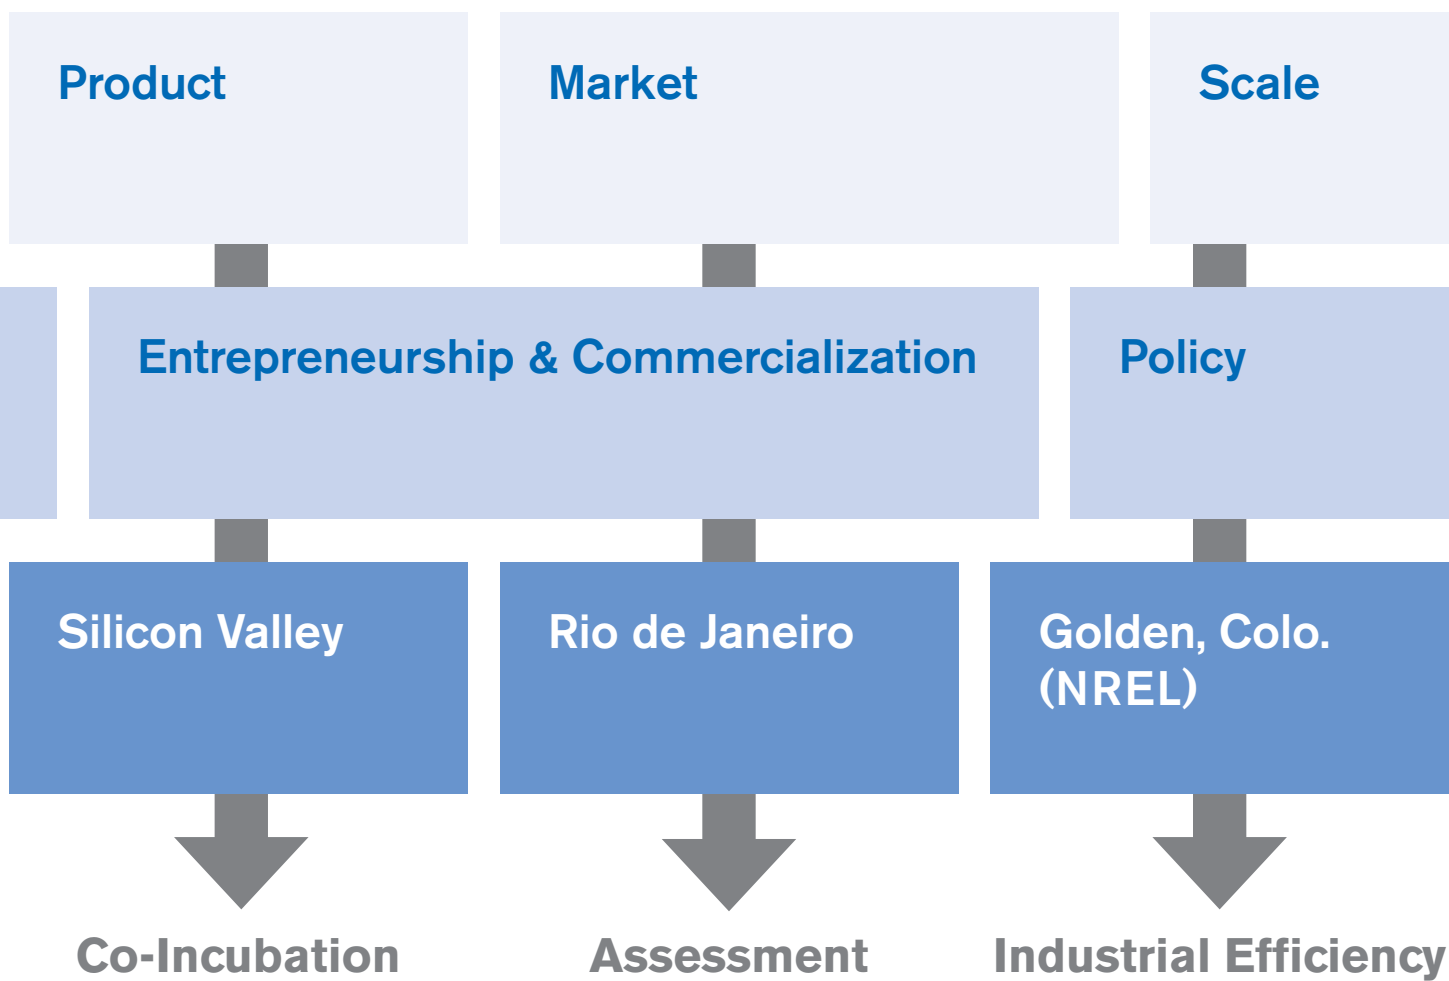 Product
Market
Scale
Entrepreneurship & Commercialization
Policy
Silicon Valley
Rio de Janeiro
Golden, Colo.
(NREL)
Co-Incubation
Assessment
Industrial Efficiency